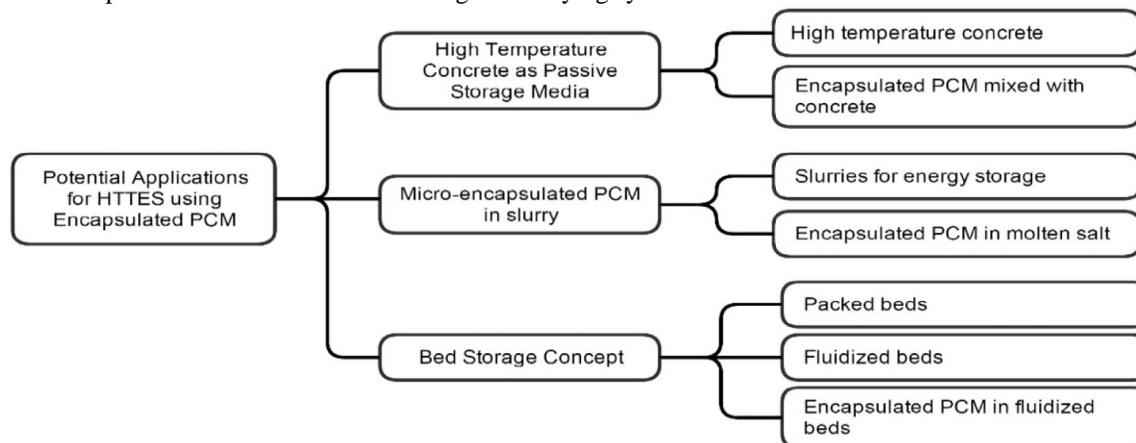 High Temperature
Concrete as Passive
Storage Media
High temperature concrete
Encapsulated PCM mixed with
concrete
Potential Applications
for HTTES using
Encapsulated PCM
Micro-encapsulated PCM
in slurry
Slurries for energy storage
Encapsulated PCM in molten salt
Bed Storage Concept
Packed beds
Fluidized beds
Encapsulated PCM in fluidized
beds